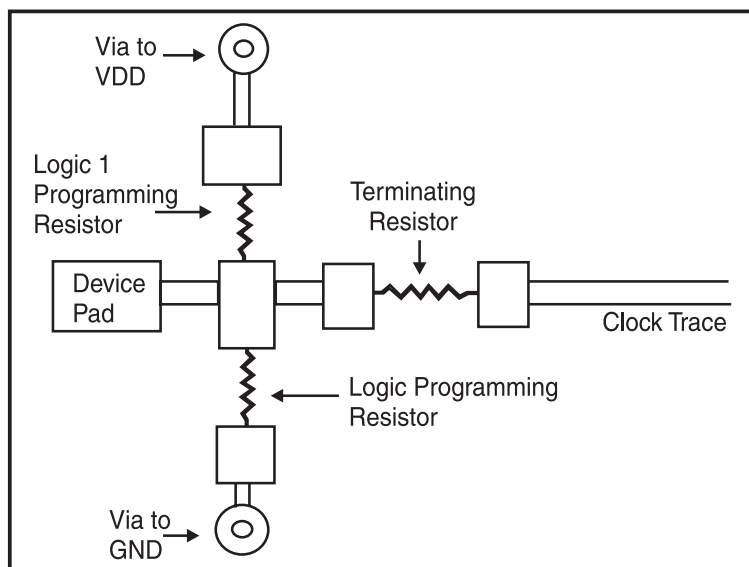 Via to
VDD
Logic 1
Programming
Resistor
Terminating
Resistor
Device
Pad
Clock Trace
Logic Programming
Resistor
Via to
GND